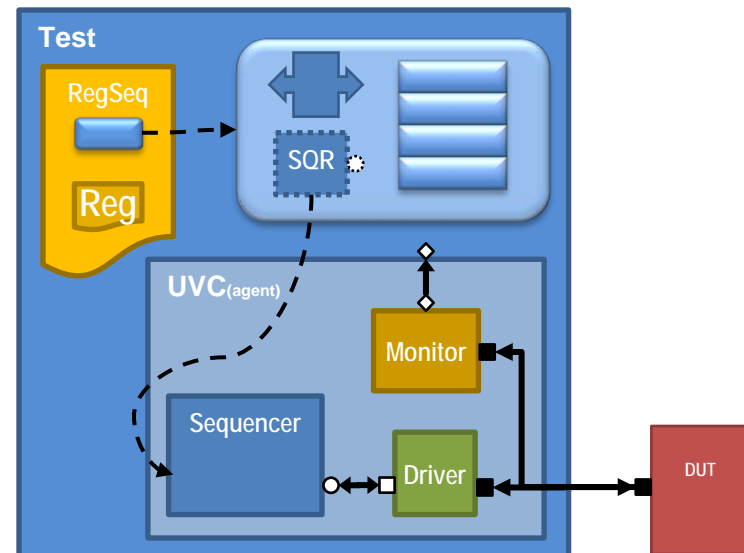 Test
RegSeq
SQR
Reg
UVC(agent)
Monitor
Sequencer
Driver
DUT